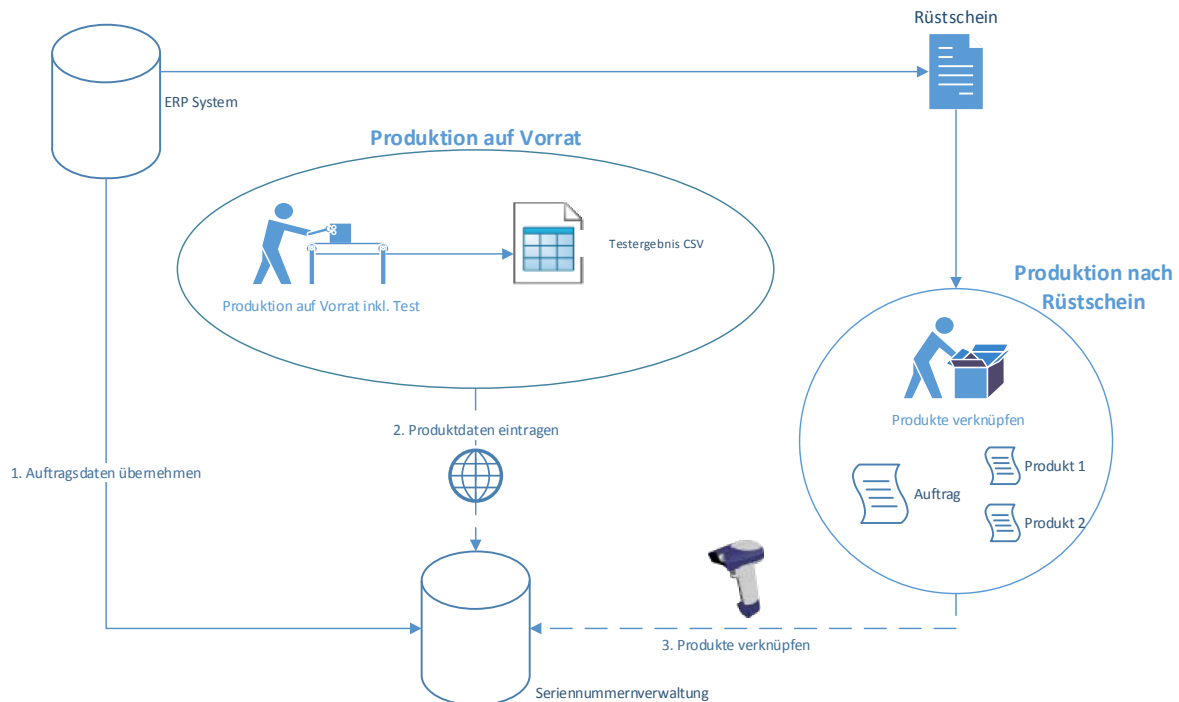 Rüstschein
ERP System
Produktion auf Vorrat
Testergebnis CSV
Produktion auf Vorrat inkl. Test
Produktion nach
Rüstschein
Produkte verknüpfen
2. Produktdaten eintragen
1. Auftragsdaten übernehmen
Produkt 1
Auftrag
Produkt 2
3. Produkte verknüpfen
Seriennummernverwaltung